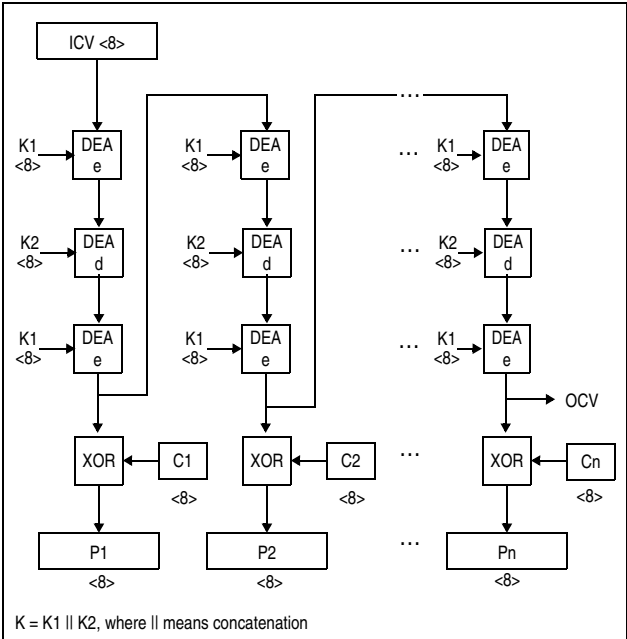 ICV <8>
...
K1
<8>
DEA
e
K1
<8>
DEA
e
...
K1
<8>
DEA
e
K2
<8>
DEA
d
K2
<8>
DEA
d
...
K2
<8>
DEA
d
K1
<8>
DEA
e
K1
<8>
DEA
e
...
K1
<8>
DEA
e
OCV
XOR
C1
<8>
XOR
C2
<8>
...
XOR
Cn
<8>
P1
<8>
P2
<8>
...
Pn
<8>
K = K1 || K2, where || means concatenation